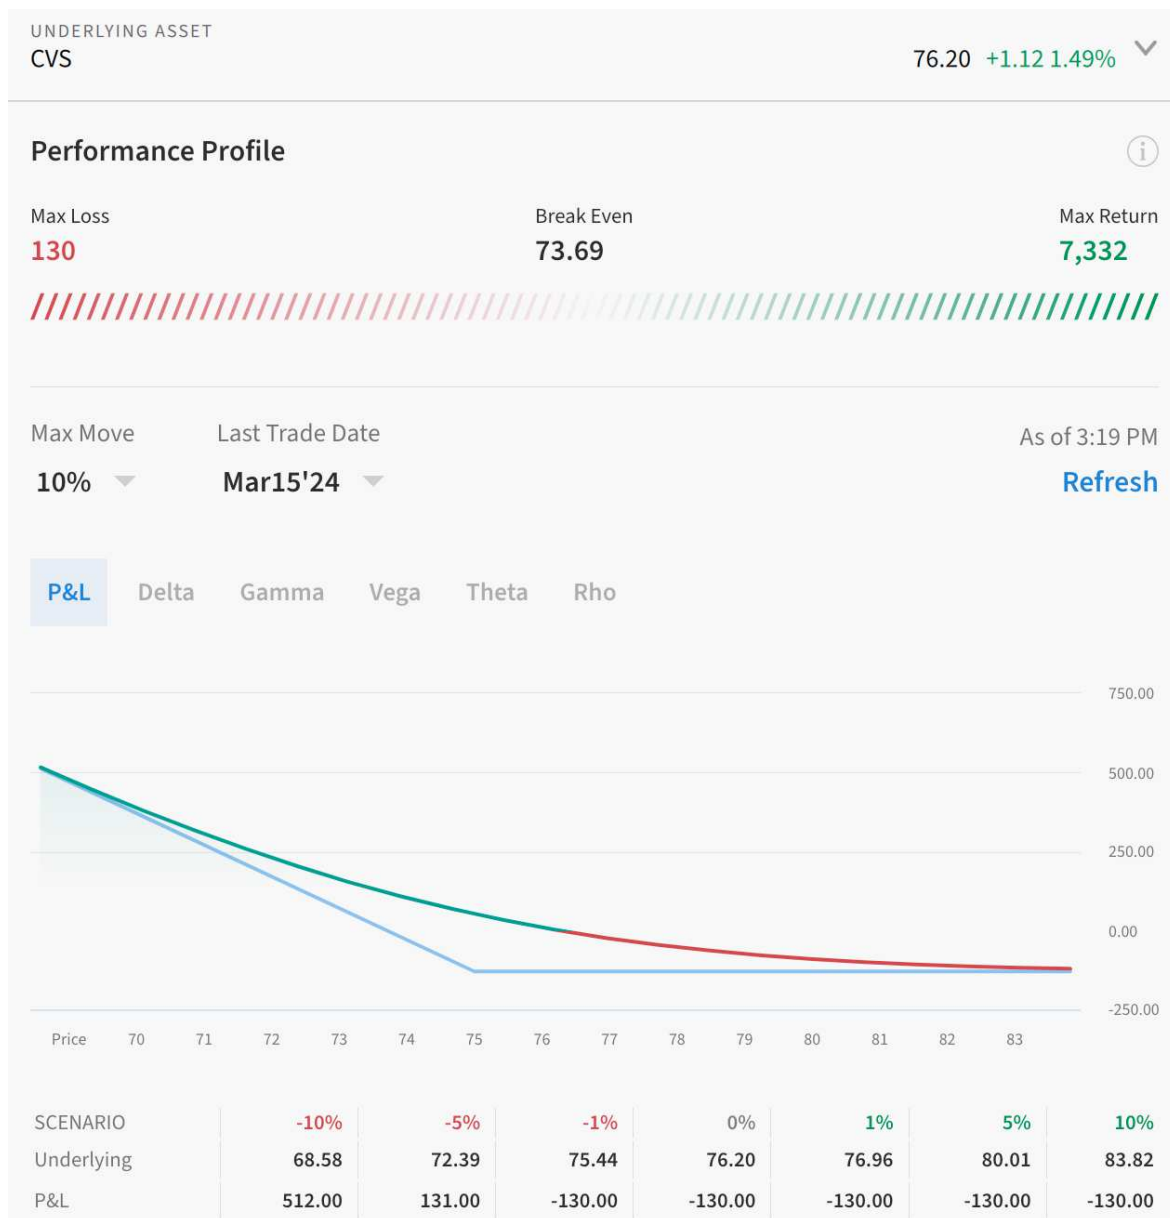 UNDERLYING ASSET
CVS
76.20 +1.12 1.49%
Performance Profile
i
Max Loss Break Even Max Return
130 73.69 7,332
Max Move Last Trade Date As of 3:19 PM
10% Mar15'24 Refresh
P&L Delta Gamma Vega Theta Rho
750.00
500.00
250.00
0.00
-250.00
Price 70 71 72 73 74 75 76 77 78 79 80 81 82 83
SCENARIO -10% -5% -1% 0% 1% 5% 10%
Underlying 68.58 72.39 75.44 76.20 76.96 80.01 83.82
P&L 512.00 131.00 -130.00 -130.00 -130.00 -130.00 -130.00